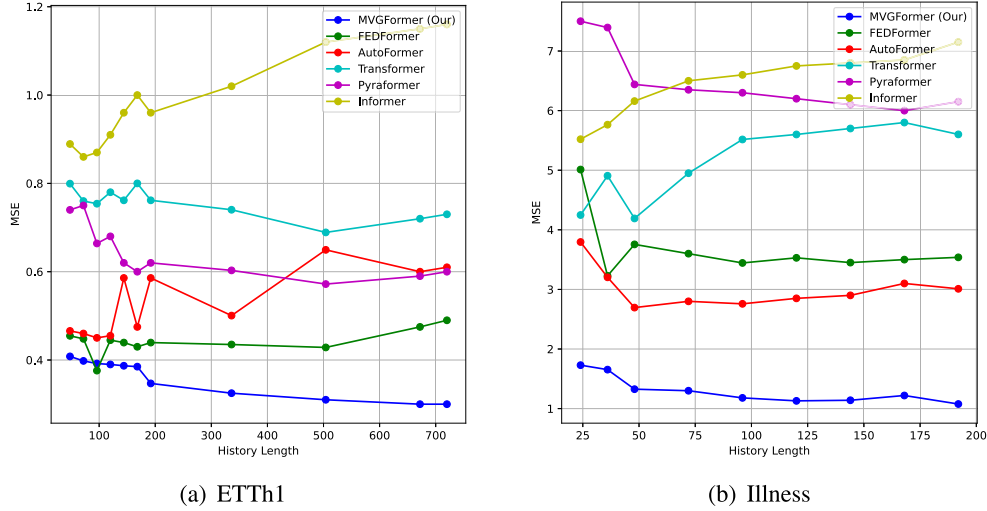 1.2
1.0
0.8
0.6
0.4
MSE
100 200 300 400 500 600 700
History Length
MVGFormer (Our)
FEDFormer
AutoFormer
Transformer
Pyraformer
Informer
(a) ETTh1
7
6
5
4
3
2
1
MSE
25 50 75 100 125 150 175 200
History Length
MVGFormer (Our)
FEDFormer
AutoFormer
Transformer
Pyraformer
Informer
(b) Illness